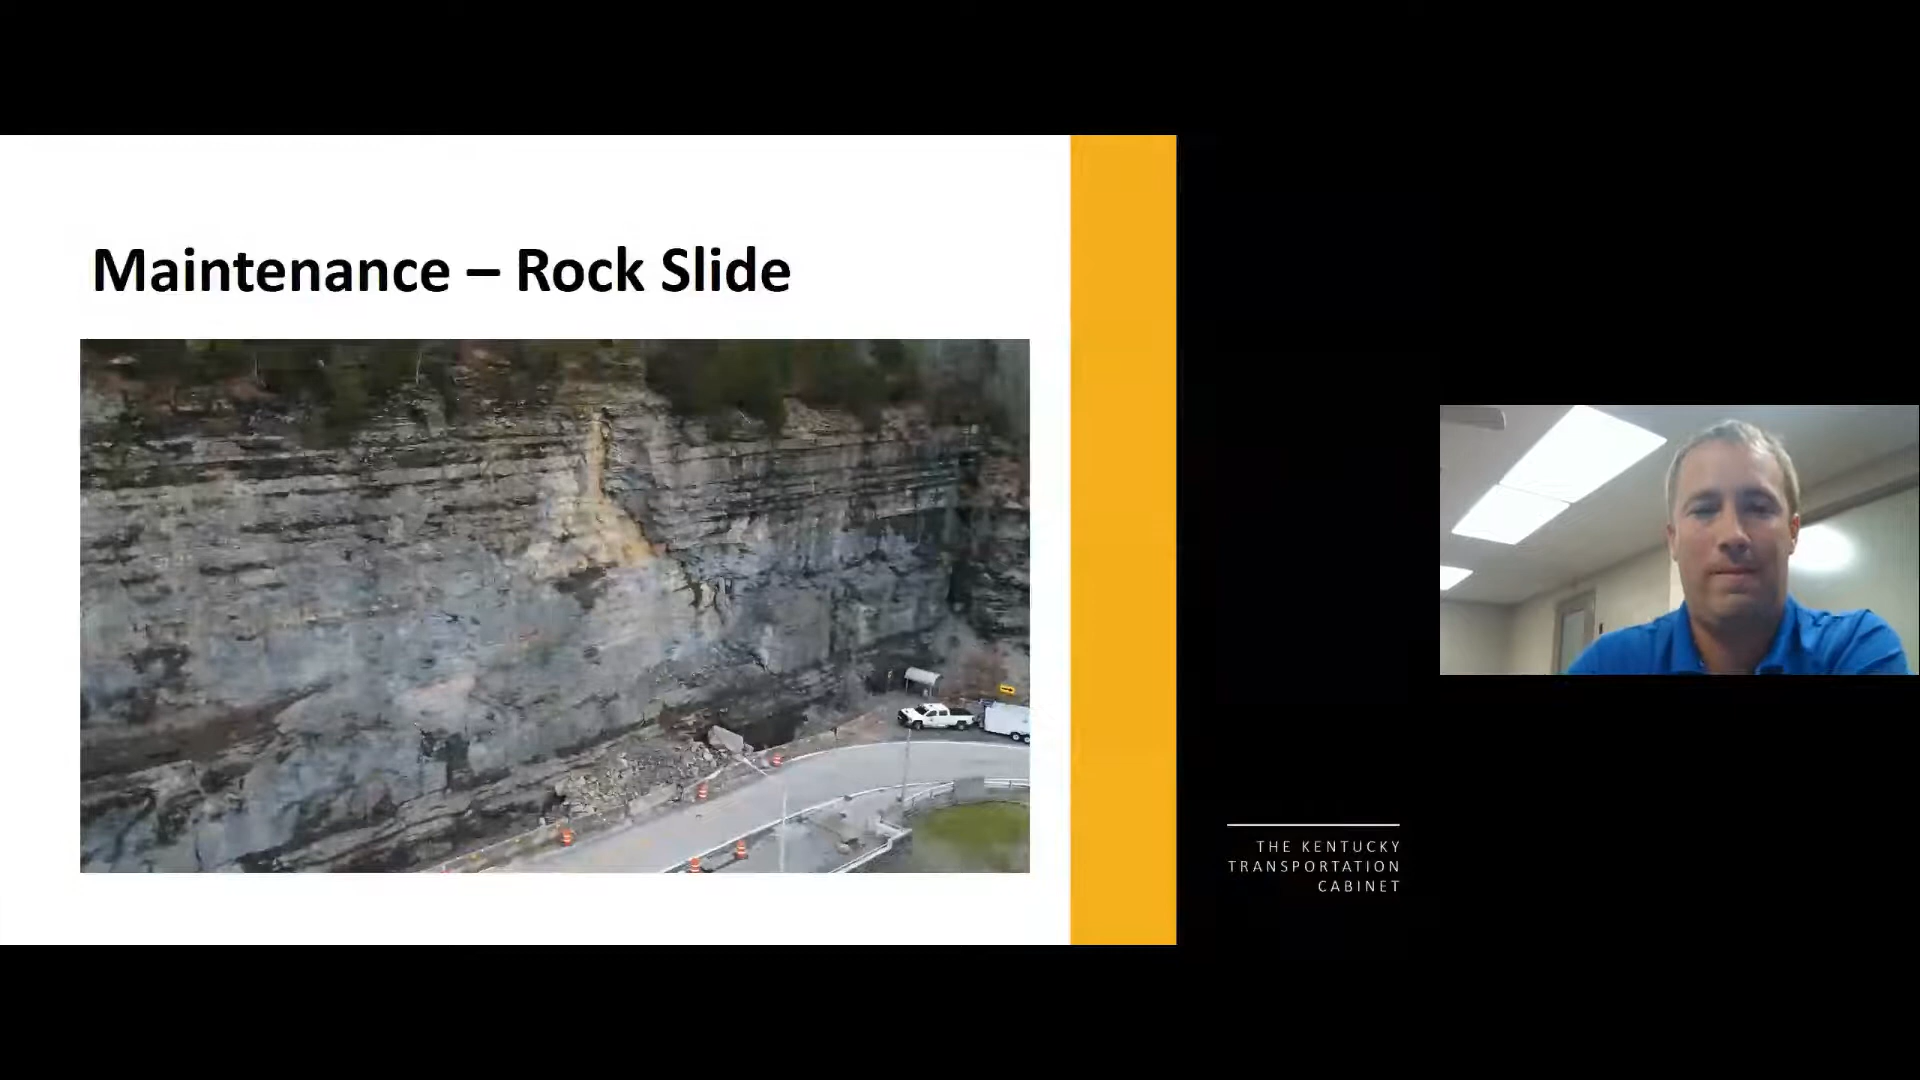 Maintenance – Rock Slide
THE KENTUCKY
TRANSPORTATION
CABINET